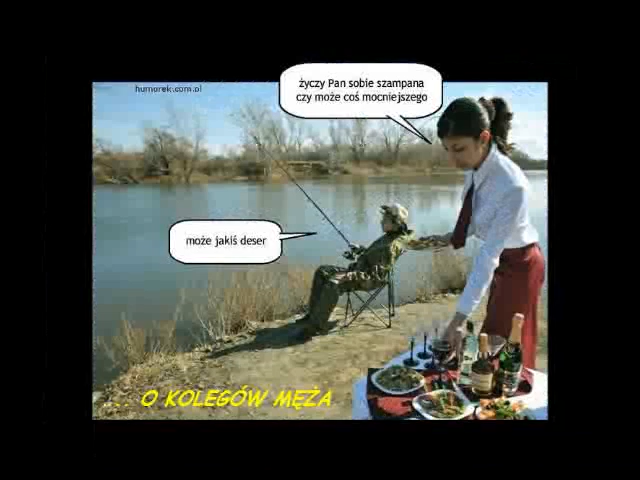 humorek.com.pl
życzy Pan sobie szampana
czy może coś mocniejszego
może jakiś deser
... O KOLEGÓW MĘŻA